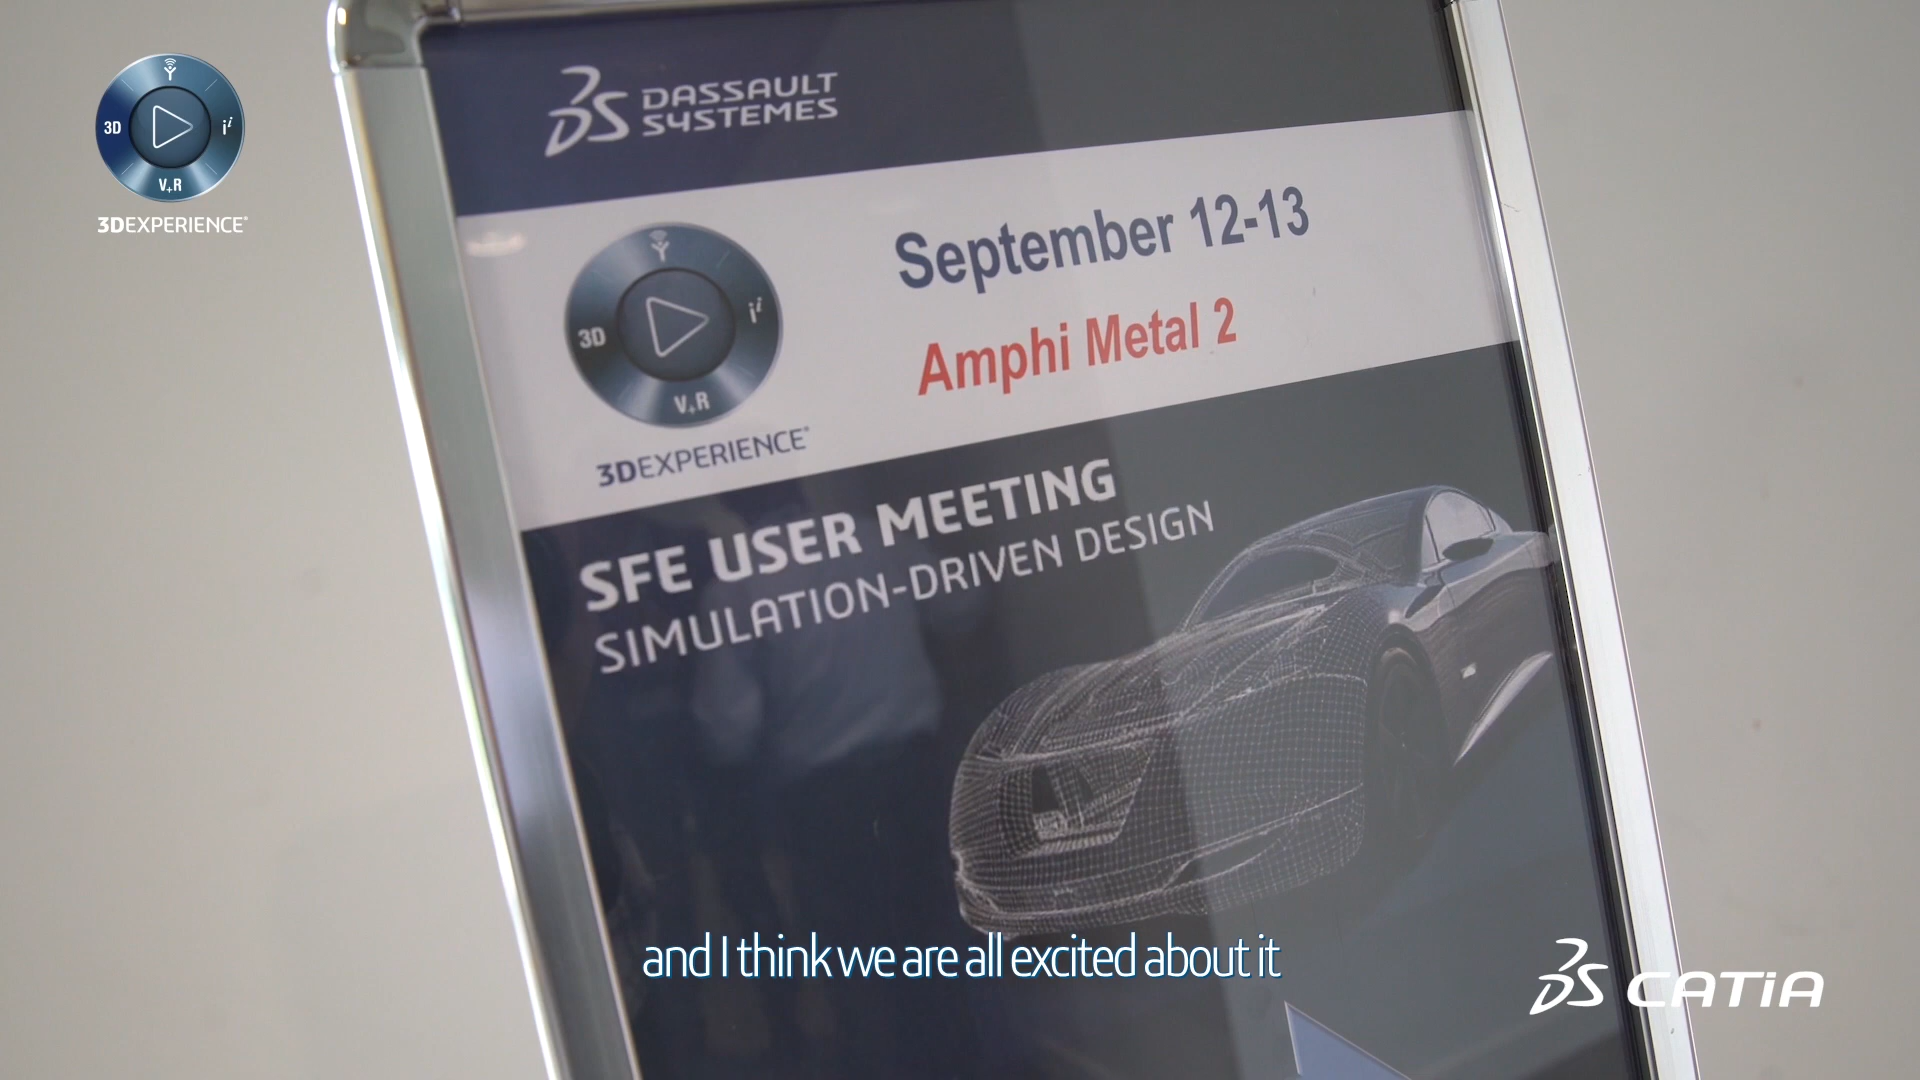 3D
V+R
3DEXPERIENCE®
DASSAULT
SYSTEMES
September 12-13
Amphi Metal 2
3D
V+R
3DEXPERIENCE®
SFE USER MEETING
SIMULATION-DRIVEN DESIGN
and I think we are all excited about it
CATIA